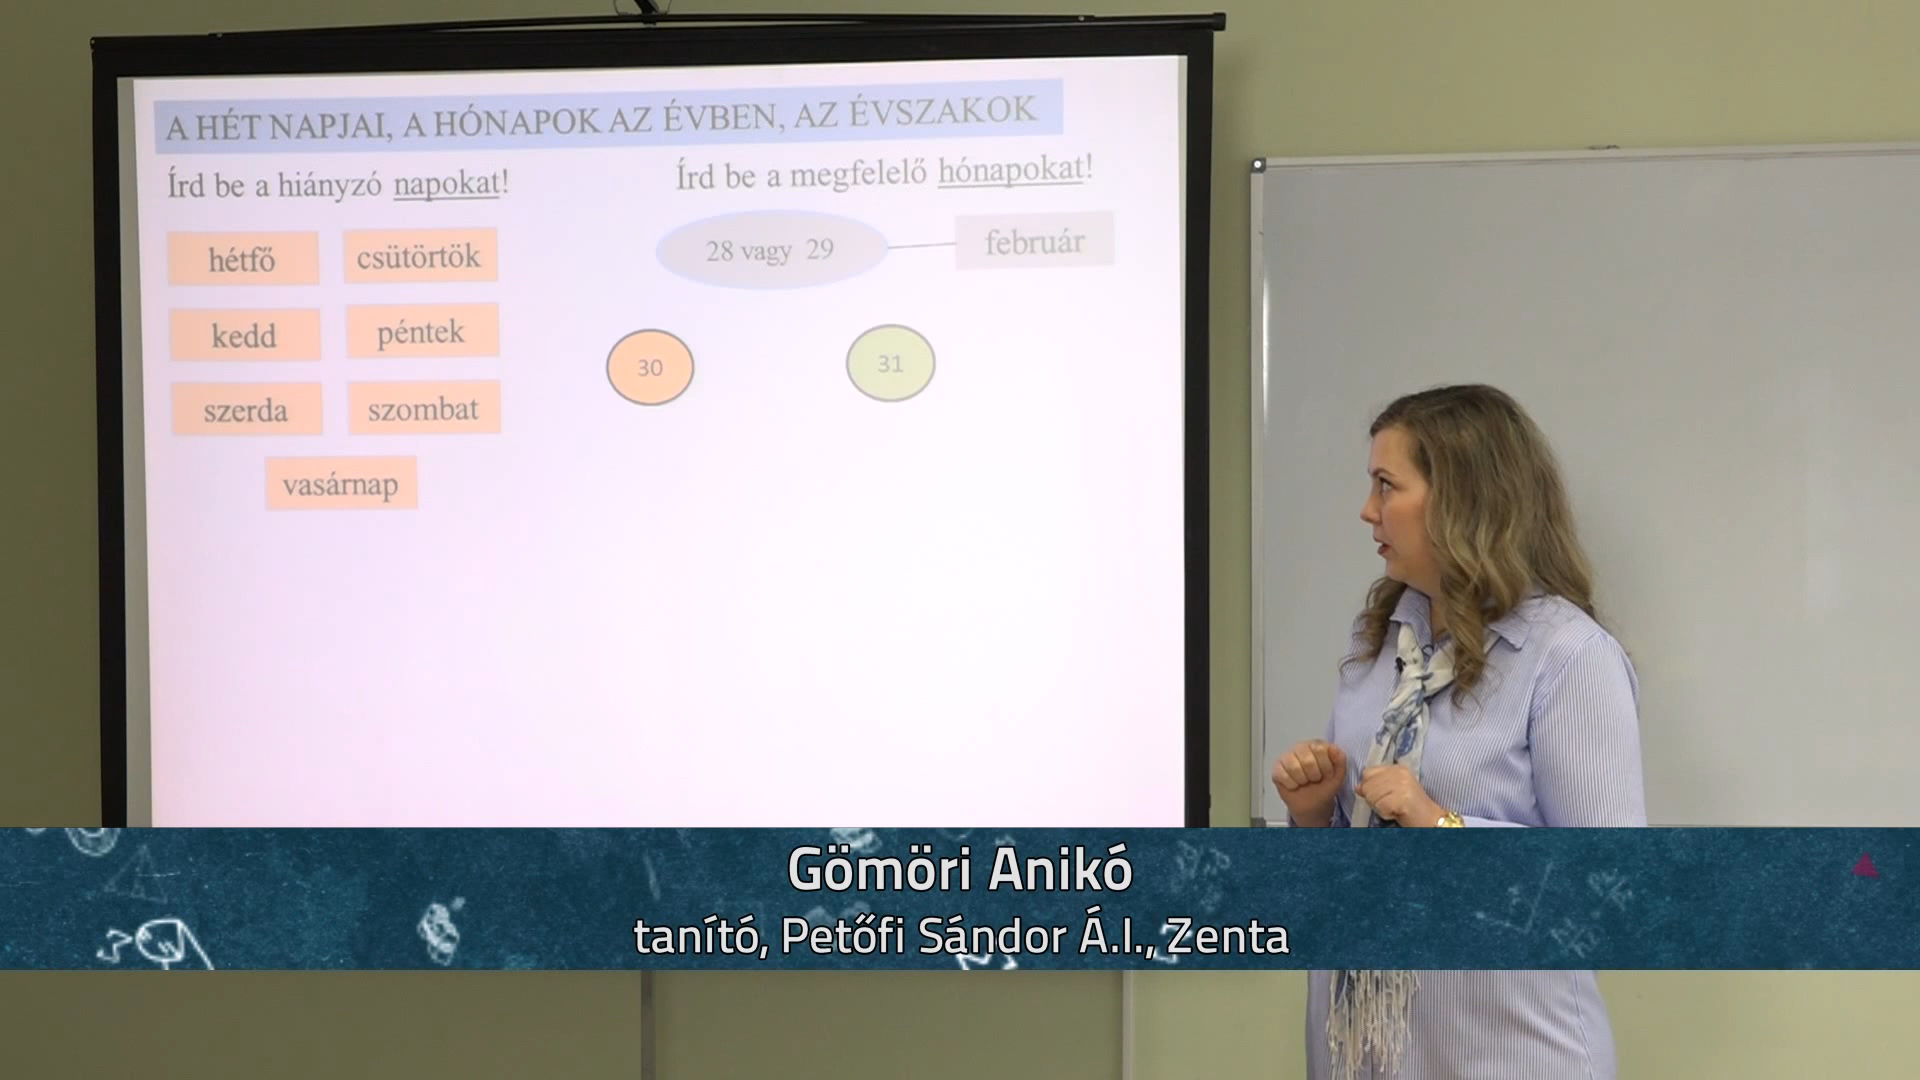 A HÉT NAPJAI, A HÓNAPOK AZ ÉVBEN, AZ ÉVSZAKOK
Írd be a hiányzó napokat!
hétfő
csütörtök
kedd
péntek
szerda
szombat
vasárnap
Írd be a megfelelő hónapokat!
28 vagy 29
február
30
31
Gömöri Anikó
tanító, Petőfi Sándor Á.I., Zenta